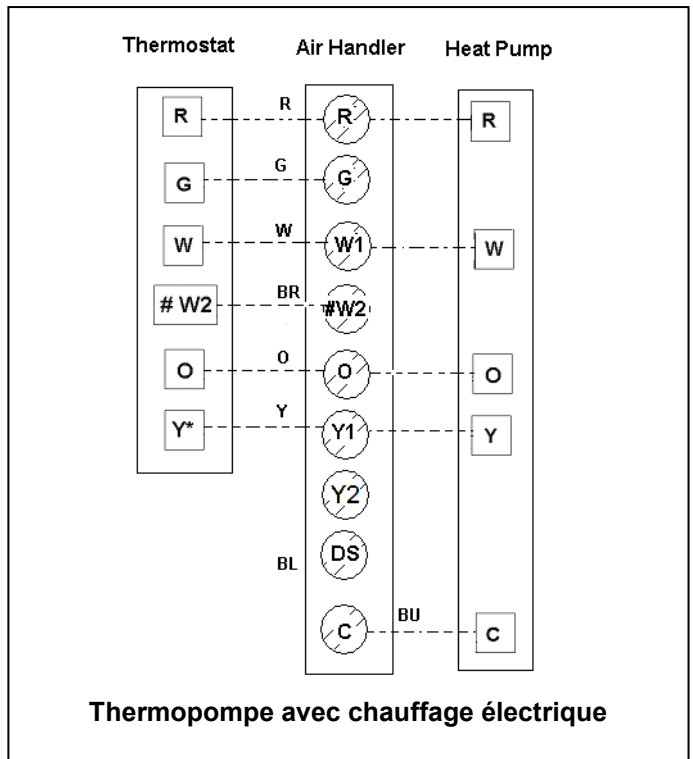 Thermostat Air Handler Heat Pump
R R R R
G G G
W W W1 W
# W2 BR #W2
O O O O
Y* Y Y1 Y
Y2
BL DS
C BU C
Thermopompe avec chauffage électrique